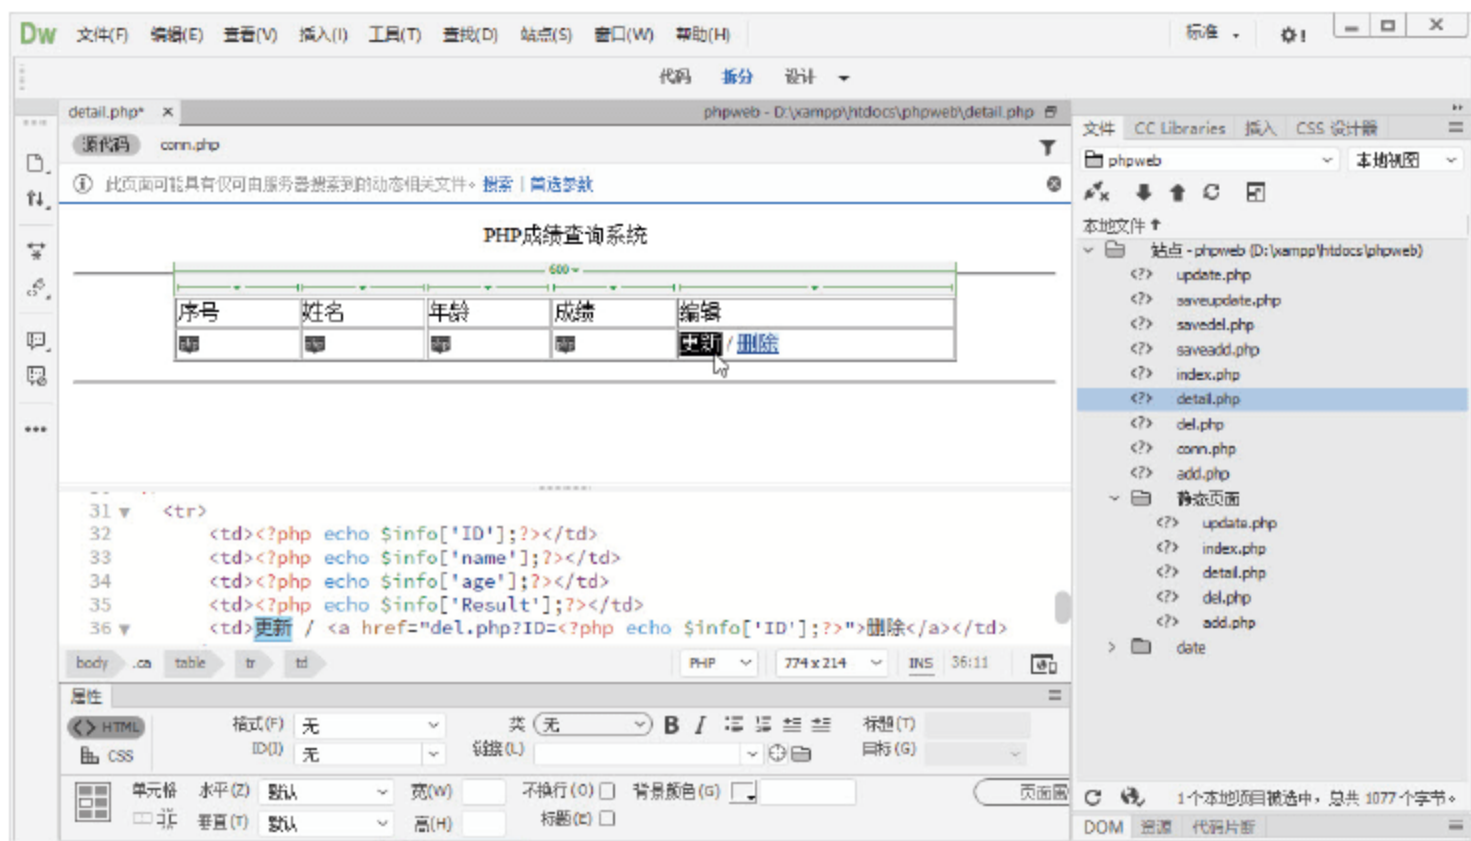 Dw 文件(F) 编辑(E) 查看(V) 插入(I) 工具(T) 查找(D) 站点(S) 窗口(W) 帮助(H) 标准
代码 拆分 设计
detail.php* × phpweb - D:\xampp\htdocs\phpweb\detail.php
源代码 conn.php
此页面可能具有仅可由服务器搜索到的动态相关文件。搜索 | 首选参数
PHP成绩查询系统
600
序号 姓名 年龄 成绩 编辑
php php php php 更新 / 删除
31 <tr>
32 <td><?php echo $info['ID'];?></td>
33 <td><?php echo $info['name'];?></td>
34 <td><?php echo $info['age'];?></td>
35 <td><?php echo $info['Result'];?></td>
36 <td>更新 / <a href="del.php?ID=<?php echo $info['ID'];?>">删除</a></td>
body .ca table tr td PHP 774 x 214 INS 36:11
属性
<> HTML 格式(F) 无 类 无 B I 标题(T)
CSS ID(I) 无 链接(L) 目标(G)
单元格 水平(Z) 默认 宽(W) 不换行(O) 背景颜色(G) 页面
垂直(T) 默认 高(H) 标题(E)
文件 CC Libraries 插入 CSS 设计器
phpweb 本地视图
本地文件
站点 - phpweb (D:\xampp\htdocs\phpweb)
<?> update.php
<?> saveupdate.php
<?> savedel.php
<?> saveadd.php
<?> index.php
<?> detail.php
<?> del.php
<?> conn.php
<?> add.php
静态页面
<?> update.php
<?> index.php
<?> detail.php
<?> del.php
<?> add.php
date
1个本地项目被选中，总共 1077 个字节。
DOM 资源 代码片断